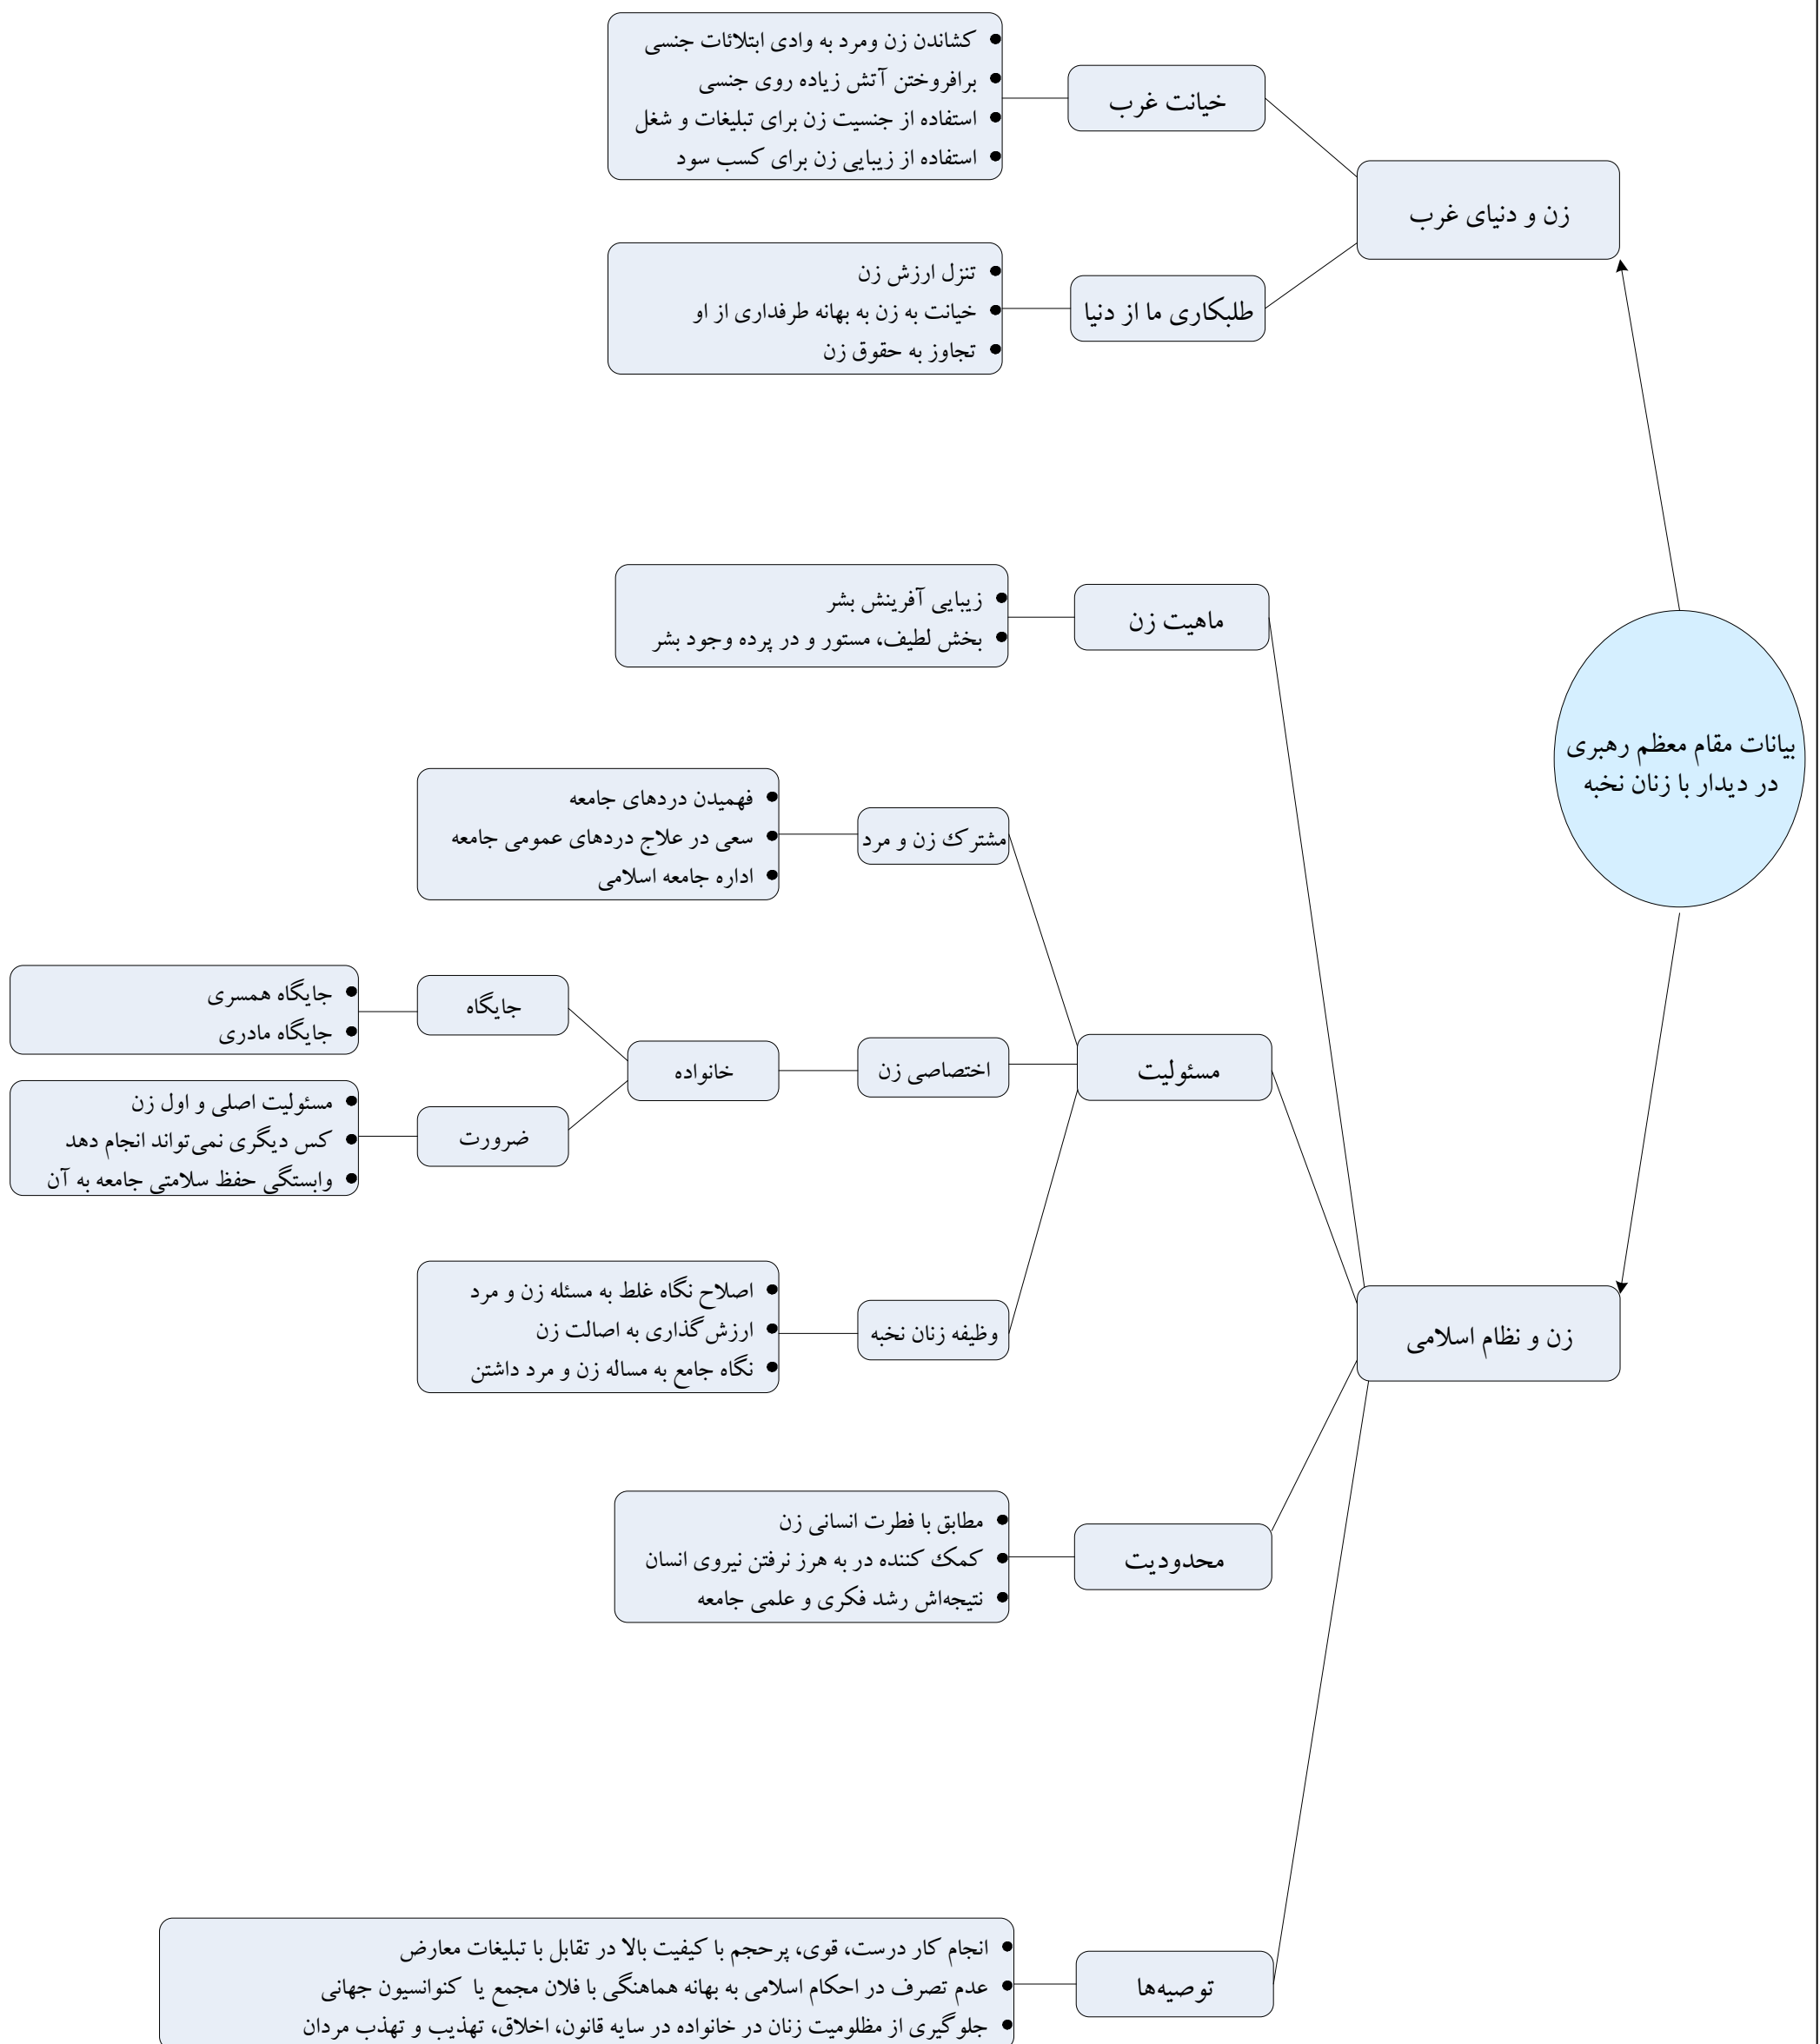 بیانات مقام معظم رهبری
در دیدار با زنان نخبه
زن و دنیای غرب
خیانت غرب
• کشاندن زن ومرد به وادی ابتلائات جنسی
• برافروختن آتش زیاده روی جنسی
• استفاده از جنسیت زن برای تبلیغات و شغل
• استفاده از زیبایی زن برای کسب سود
طلبکاری ما از دنیا
• تنزل ارزش زن
• خیانت به زن به بهانه طرفداری از او
• تجاوز به حقوق زن
زن و نظام اسلامی
ماهیت زن
• زیبایی آفرینش بشر
• بخش لطیف، مستور و در پرده وجود بشر
مسئولیت
مشترک زن و مرد
• فهمیدن دردهای جامعه
• سعی در علاج دردهای عمومی جامعه
• اداره جامعه اسلامی
اختصاصی زن
خانواده
جایگاه
• جایگاه همسری
• جایگاه مادری
ضرورت
• مسئولیت اصلی و اول زن
• کس دیگری نمی‌تواند انجام دهد
• وابستگی حفظ سلامتی جامعه به آن
وظیفه زنان نخبه
• اصلاح نگاه غلط به مسئله زن و مرد
• ارزش‌گذاری به اصالت زن
• نگاه جامع به مساله زن و مرد داشتن
محدودیت
• مطابق با فطرت انسانی زن
• کمک کننده در به هرز نرفتن نیروی انسان
• نتیجه‌اش رشد فکری و علمی جامعه
توصیه‌ها
• انجام کار درست، قوی، پرحجم با کیفیت بالا در تقابل با تبلیغات معارض
• عدم تصرف در احکام اسلامی به بهانه هماهنگی با فلان مجمع یا کنوانسیون جهانی
• جلوگیری از مظلومیت زنان در خانواده در سایه قانون، اخلاق، تهذیب و تهذب مردان